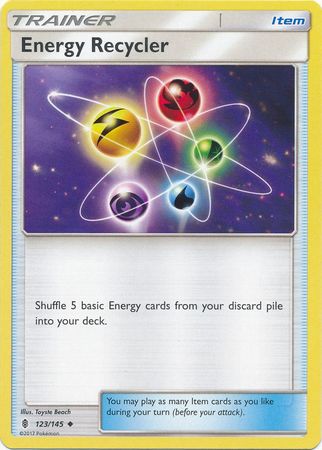 TRAINER
Item
Energy Recycler
Shuffle 5 basic Energy cards from your discard pile
into your deck.
Illus. Toyste Beach
123/145 ◆
©2017 Pokémon
You may play as many Item cards as you like
during your turn (before your attack).